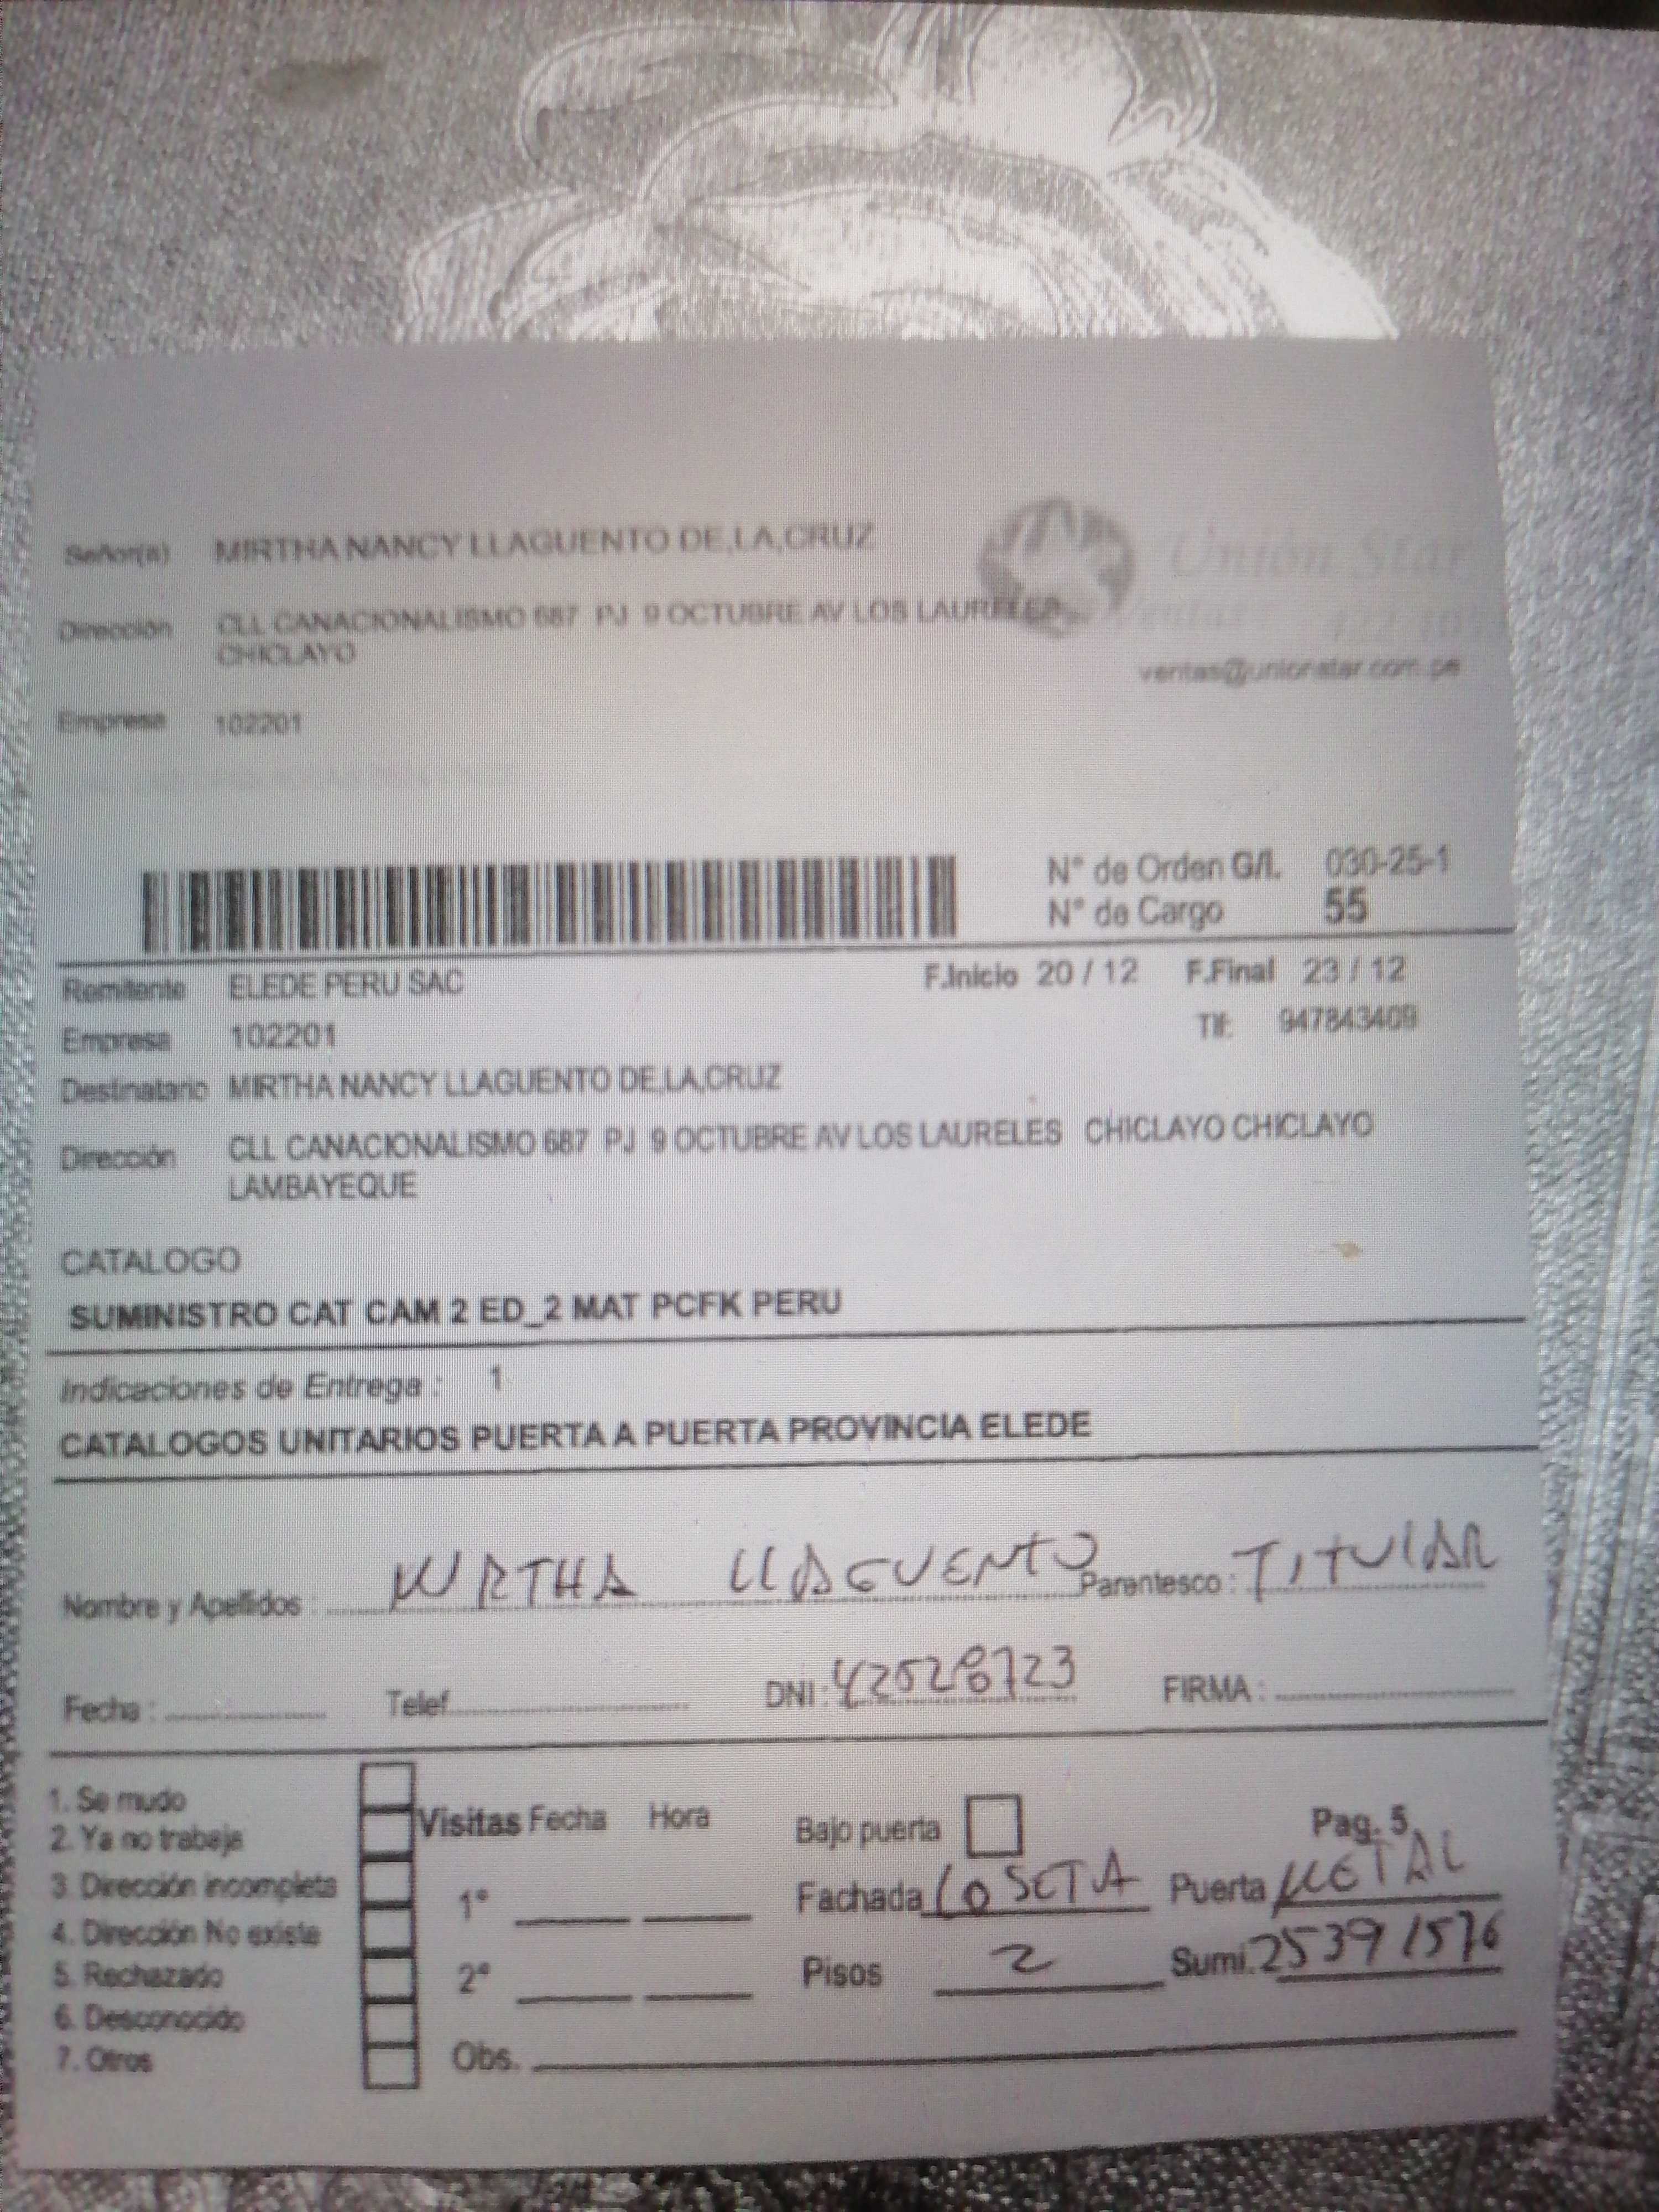 Señor(a) MIRTHA NANCY LLAGUENTO DE,LA,CRUZ
Unión Star
Dirección CLL CANACIONALISMO 687 PJ 9 OCTUBRE AV LOS LAURELES
CHICLAYO
ventas@unionstar.com.pe
Empresa 102201
N° de Orden G/I. 030-25-1
N° de Cargo 55
Remitente ELEDE PERU SAC F.Inicio 20 / 12 F.Final 23 / 12
Empresa 102201 Tlf: 947843409
Destinatario MIRTHA NANCY LLAGUENTO DE,LA,CRUZ
Dirección CLL CANACIONALISMO 687 PJ 9 OCTUBRE AV LOS LAURELES CHICLAYO CHICLAYO
LAMBAYEQUE
CATALOGO
SUMINISTRO CAT CAM 2 ED_2 MAT PCFK PERU
Indicaciones de Entrega : 1
CATALOGOS UNITARIOS PUERTA A PUERTA PROVINCIA ELEDE
Nombre y Apellidos : MIRTHA LLAGUENTO Parentesco : TITULAR
Fecha : Telef. DNI : 42528723 FIRMA :
1. Se mudo
2. Ya no trabaja
3. Dirección incompleta
4. Dirección No existe
5. Rechazado
6. Desconocido
7. Otros
Visitas Fecha Hora
1°
2°
Obs.
Bajo puerta Pag. 5
Fachada LOSETA Puerta METAL
Pisos 2 Sumi. 25391576